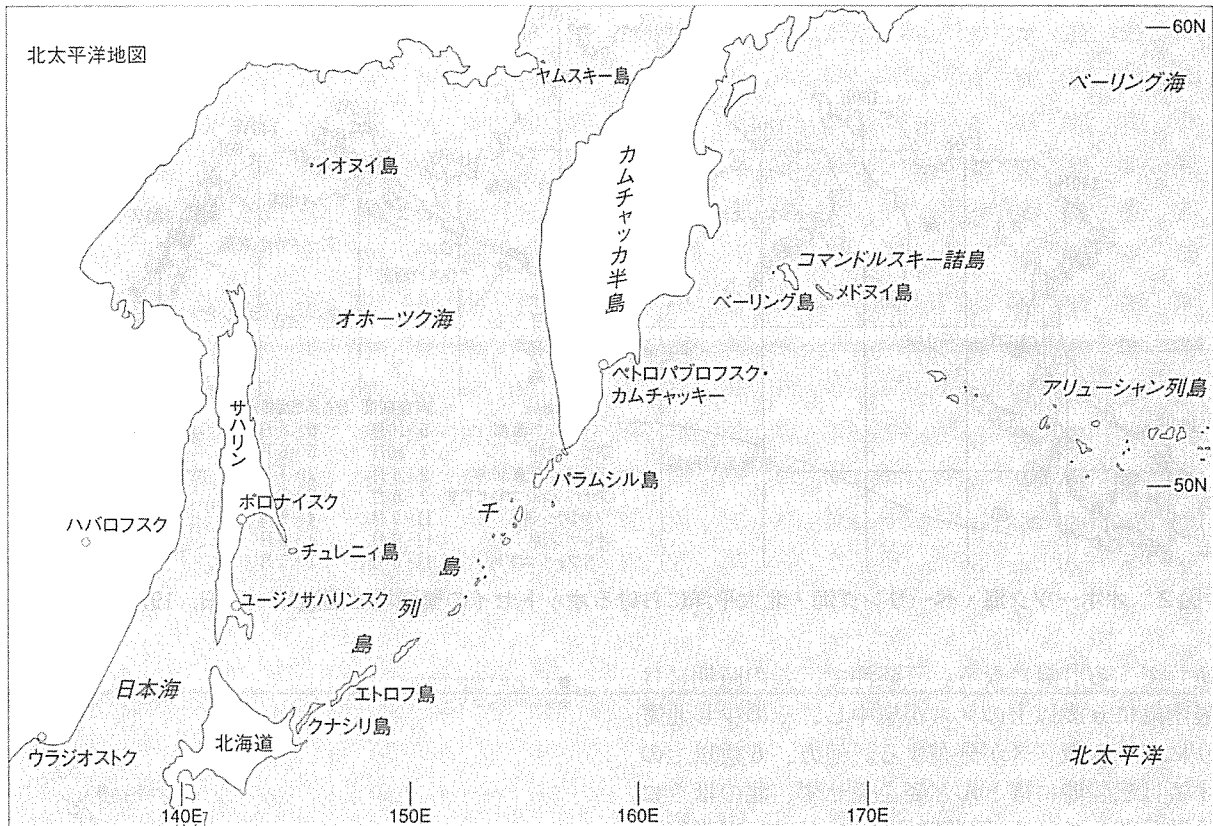 北太平洋地図
—60N
ベーリング海
ヤムスキー島
・イオヌイ島
カムチャッカ半島
コマンドルスキー諸島
ベーリング島
メドヌイ島
オホーツク海
ペトロパブロフスク・
カムチャッキー
アリューシャン列島
サハリン
パラムシル島
—50N
ポロナイスク
ハバロフスク
チュレニィ島
千島列島
ユージノサハリンスク
エトロフ島
日本海
クナシリ島
北海道
ウラジオストク
北太平洋
140E
150E
160E
170E